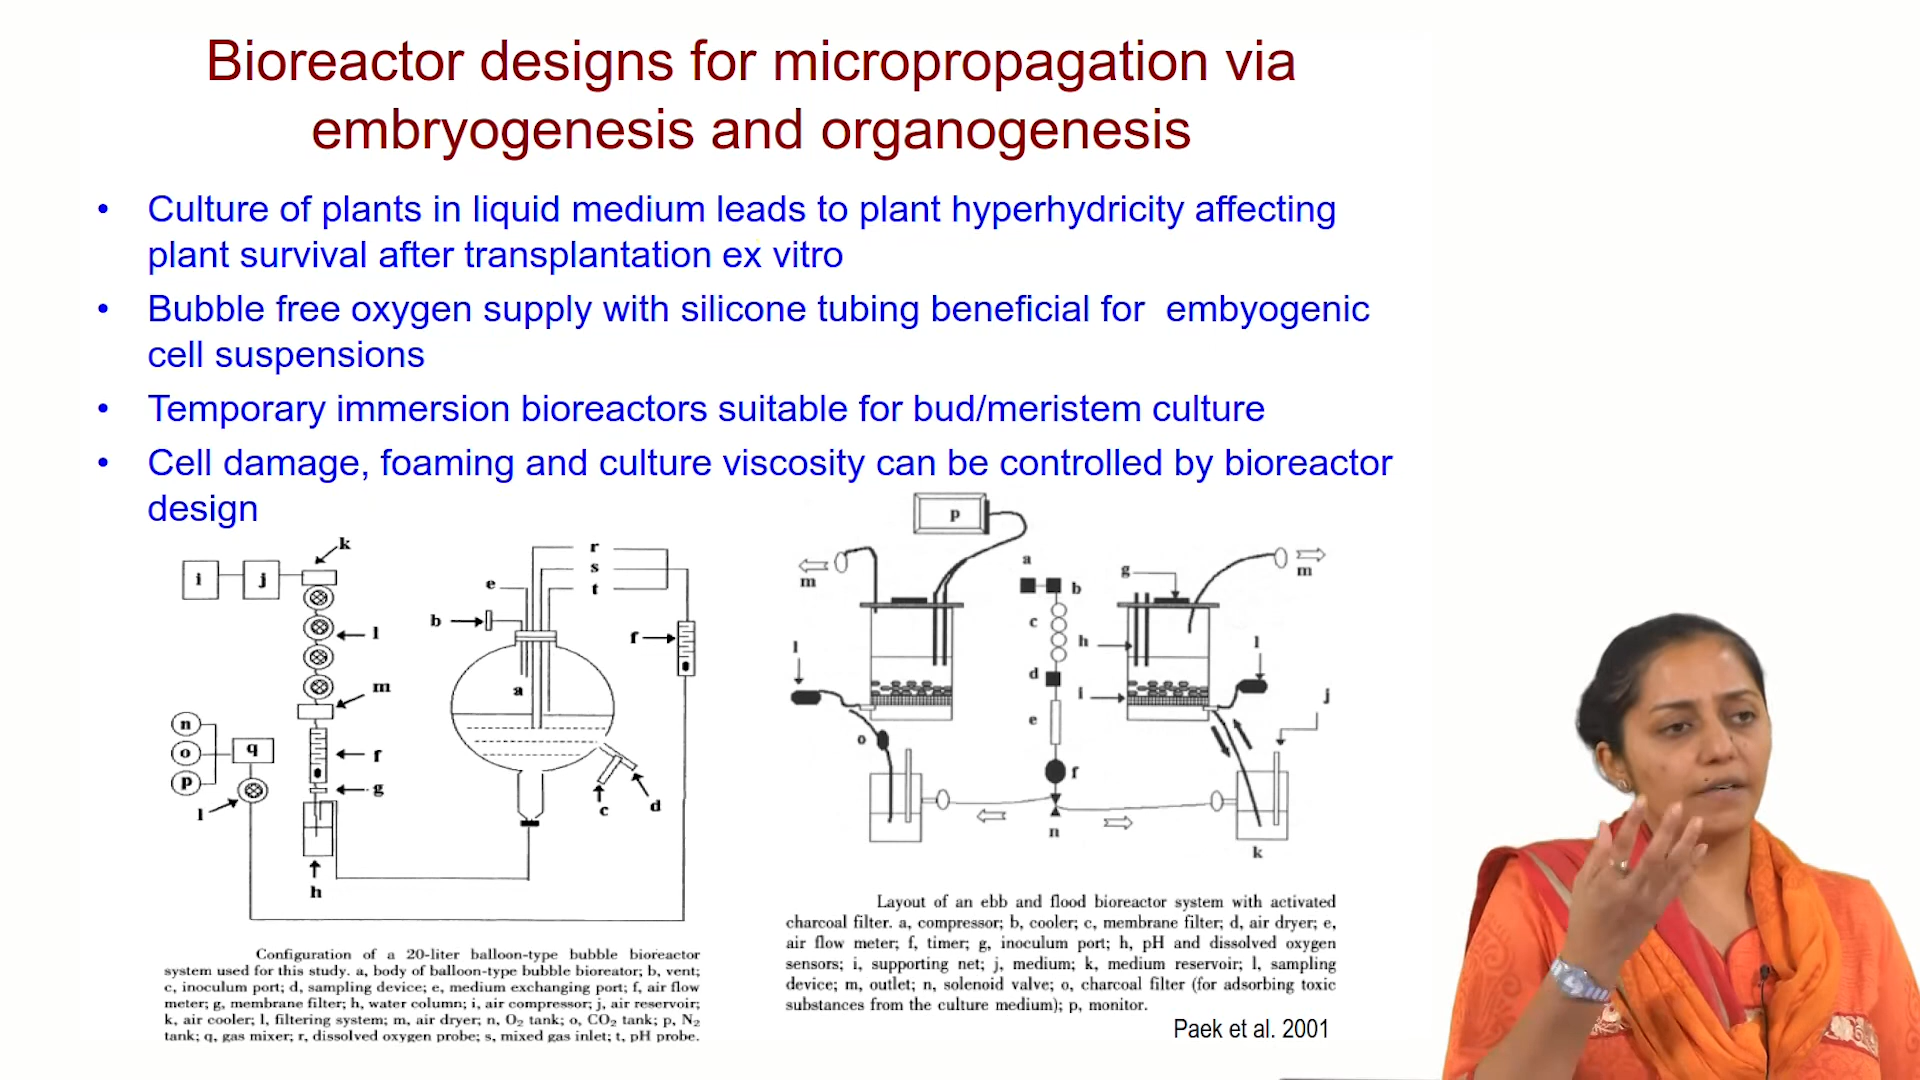 Bioreactor designs for micropropagation via
embryogenesis and organogenesis
• Culture of plants in liquid medium leads to plant hyperhydricity affecting
plant survival after transplantation ex vitro
• Bubble free oxygen supply with silicone tubing beneficial for embyogenic
cell suspensions
• Temporary immersion bioreactors suitable for bud/meristem culture
• Cell damage, foaming and culture viscosity can be controlled by bioreactor
design
k
i
j
l
m
n
o
p
q
f
g
l
h
r
s
t
e
b
f
a
c
d
Configuration of a 20-liter balloon-type bubble bioreactor
system used for this study. a, body of balloon-type bubble bioreator; b, vent;
c, inoculum port; d, sampling device; e, medium exchanging port; f, air flow
meter; g, membrane filter; h, water column; i, air compressor; j, air reservoir;
k, air cooler; l, filtering system; m, air dryer; n, O2 tank; o, CO2 tank; p, N2
tank; q, gas mixer; r, dissolved oxygen probe; s, mixed gas inlet; t, pH probe.
p
m
a
b
g
m
c
h
l
l
d
i
j
e
o
f
n
k
Layout of an ebb and flood bioreactor system with activated
charcoal filter. a, compressor; b, cooler; c, membrane filter; d, air dryer; e,
air flow meter; f, timer; g, inoculum port; h, pH and dissolved oxygen
sensors; i, supporting net; j, medium; k, medium reservoir; l, sampling
device; m, outlet; n, solenoid valve; o, charcoal filter (for adsorbing toxic
substances from the culture medium); p, monitor.
Paek et al. 2001